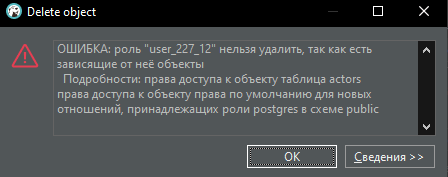 Delete object
ОШИБКА: роль "user_227_12" нельзя удалить, так как есть
зависящие от неё объекты
Подробности: права доступа к объекту таблица actors
права доступа к объекту права по умолчанию для новых
отношений, принадлежащих роли postgres в схеме public
ОК
Сведения >>